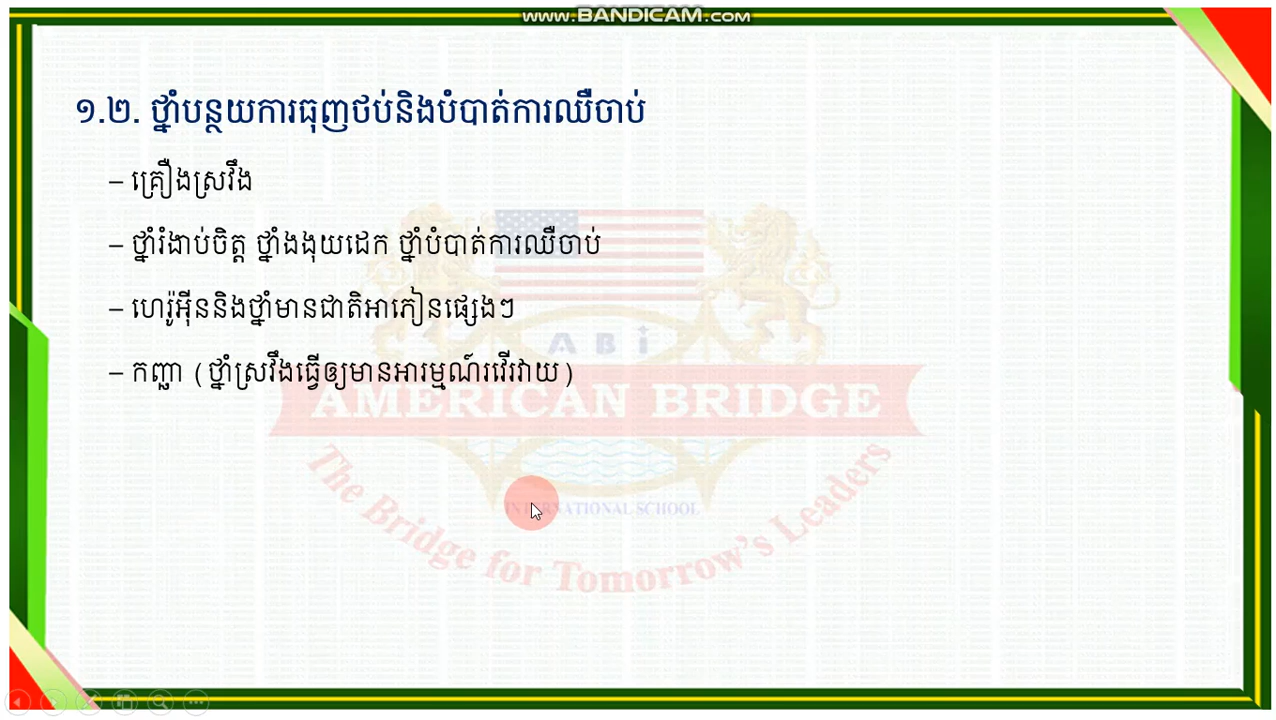 www.BANDICAM.com
១.២. ថ្នាំបន្ថយការធុញថប់និងបំបាត់ការឈឺចាប់
– គ្រឿងស្រវឹង
– ថ្នាំរំងាប់ចិត្ត ថ្នាំងងុយដេក ថ្នាំបំបាត់ការឈឺចាប់
– ហេរ៉ូអ៊ីននិងថ្នាំមានជាតិអាភៀនផ្សេងៗ
– កញ្ឆា (ថ្នាំស្រវឹងធ្វើឲ្យមានអារម្មណ៍រវើរវាយ)
ABi
AMERICAN BRIDGE
INTERNATIONAL SCHOOL
The Bridge for Tomorrow's Leaders